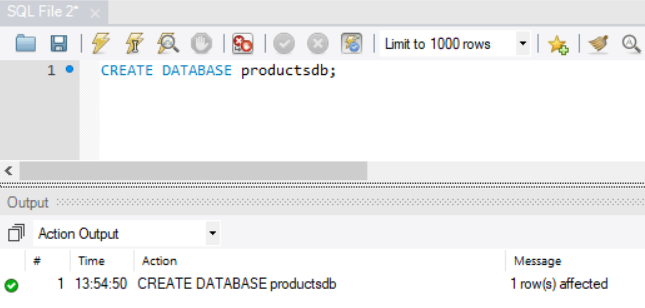 SQL File 2*
Limit to 1000 rows
1 CREATE DATABASE productsdb;
Output
Action Output
# Time Action Message
1 13:54:50 CREATE DATABASE productsdb 1 row(s) affected